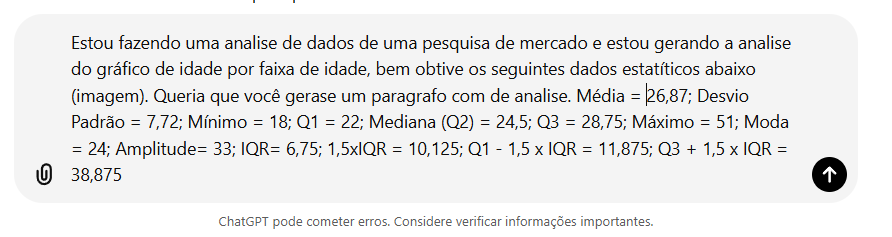 Estou fazendo uma analise de dados de uma pesquisa de mercado e estou gerando a analise
do gráfico de idade por faixa de idade, bem obtive os seguintes dados estatíticos abaixo
(imagem). Queria que você gerase um paragrafo com de analise. Média = 26,87; Desvio
Padrão = 7,72; Mínimo = 18; Q1 = 22; Mediana (Q2) = 24,5; Q3 = 28,75; Máximo = 51; Moda
= 24; Amplitude= 33; IQR= 6,75; 1,5xIQR = 10,125; Q1 - 1,5 x IQR = 11,875; Q3 + 1,5 x IQR =
38,875
ChatGPT pode cometer erros. Considere verificar informações importantes.